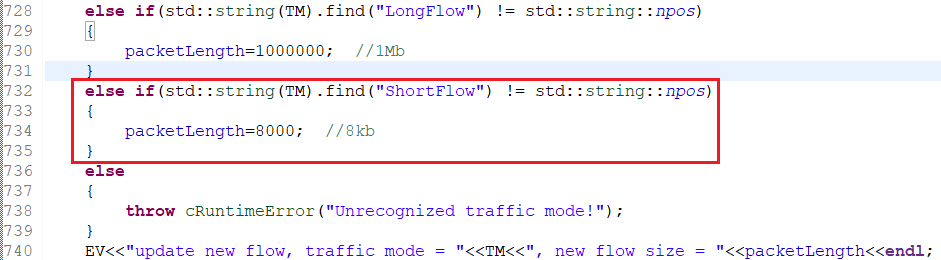 728 else if(std::string(TM).find("LongFlow") != std::string::npos)
729 {
730 packetLength=1000000; //1Mb
731 }
732 else if(std::string(TM).find("ShortFlow") != std::string::npos)
733 {
734 packetLength=8000; //8kb
735 }
736 else
737 {
738 throw cRuntimeError("Unrecognized traffic mode!");
739 }
740 EV<<"update new flow, traffic mode = "<<TM<<", new flow size = "<<packetLength<<endl;